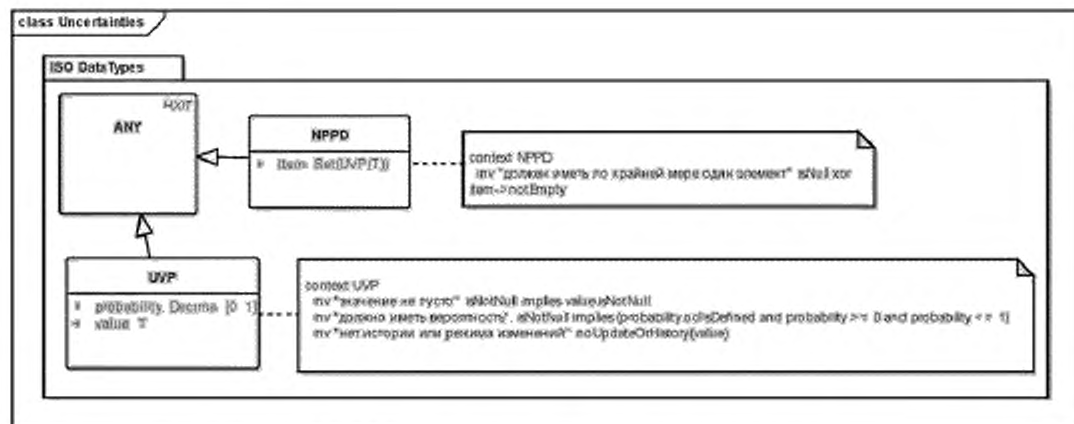 class Uncertainties
ISO DataTypes
ANY
NPPD
item Set(UVP(T))
context NPPD
inv "должен иметь по крайней мере один элемент" isNull xor
item->notEmpty
UVP
probability. Decima. [0 1]
value T
context UVP
inv "значение не пусто" isNotNull implies value.isNotNull
inv "должно иметь вероятность". isNotNull implies (probability.oclIsDefined and probability >= 0 and probability <= 1)
inv "нет истории или режима изменений" noUpdateOrHistory(value)